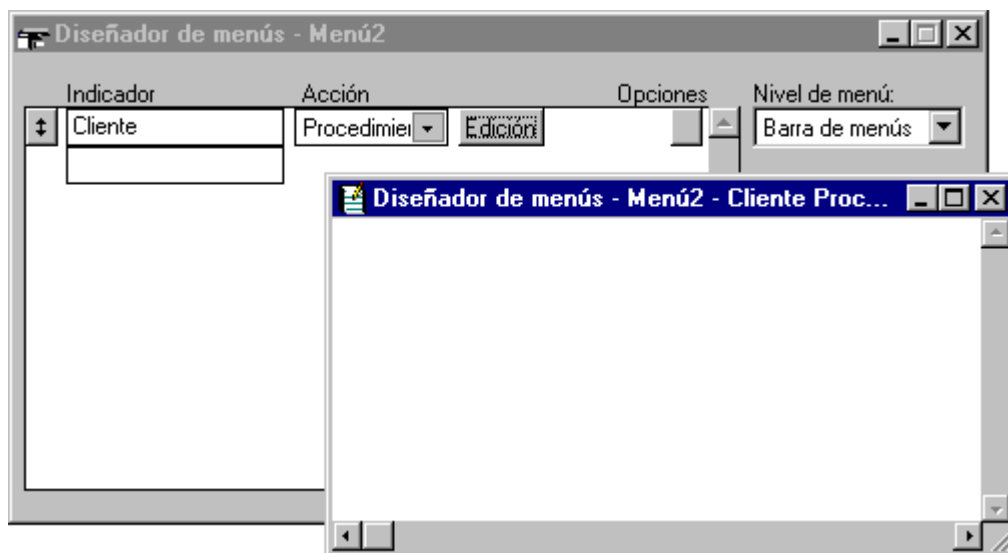 Diseñador de menús - Menú2
Indicador Acción Opciones Nivel de menú:
Cliente Procedimiei Edición Barra de menús
Diseñador de menús - Menú2 - Cliente Proc...